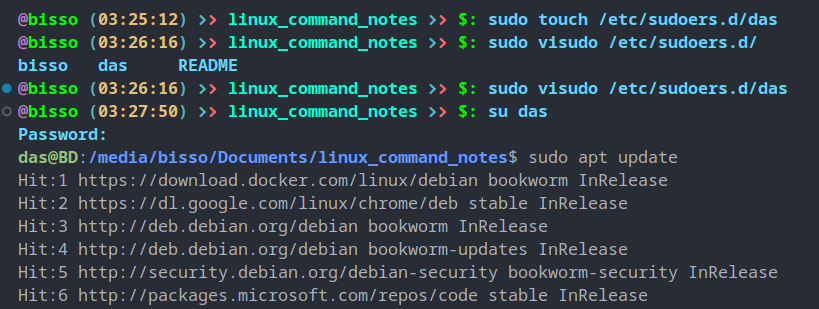 @bisso (03:25:12) >> linux_command_notes >> $: sudo touch /etc/sudoers.d/das
@bisso (03:26:16) >> linux_command_notes >> $: sudo visudo /etc/sudoers.d/
bisso   das     README
@bisso (03:26:16) >> linux_command_notes >> $: sudo visudo /etc/sudoers.d/das
@bisso (03:27:50) >> linux_command_notes >> $: su das
Password:
das@BD:/media/bisso/Documents/linux_command_notes$ sudo apt update
Hit:1 https://download.docker.com/linux/debian bookworm InRelease
Hit:2 https://dl.google.com/linux/chrome/deb stable InRelease
Hit:3 http://deb.debian.org/debian bookworm InRelease
Hit:4 http://deb.debian.org/debian bookworm-updates InRelease
Hit:5 http://security.debian.org/debian-security bookworm-security InRelease
Hit:6 http://packages.microsoft.com/repos/code stable InRelease